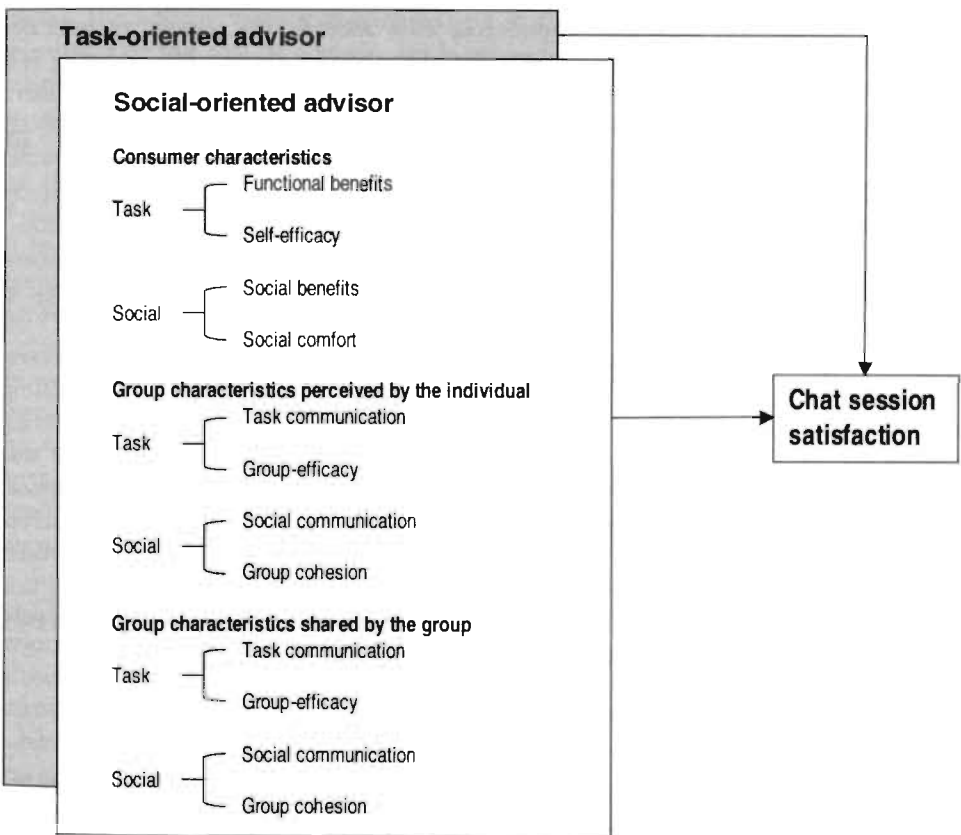 Task-oriented advisor
Social-oriented advisor
Consumer characteristics
Functional benefits
Task
Self-efficacy
Social benefits
Social
Social comfort
Group characteristics perceived by the individual
Task communication
Task
Group-efficacy
Social communication
Social
Group cohesion
Group characteristics shared by the group
Task communication
Task
Group-efficacy
Social communication
Social
Group cohesion
Chat session
satisfaction